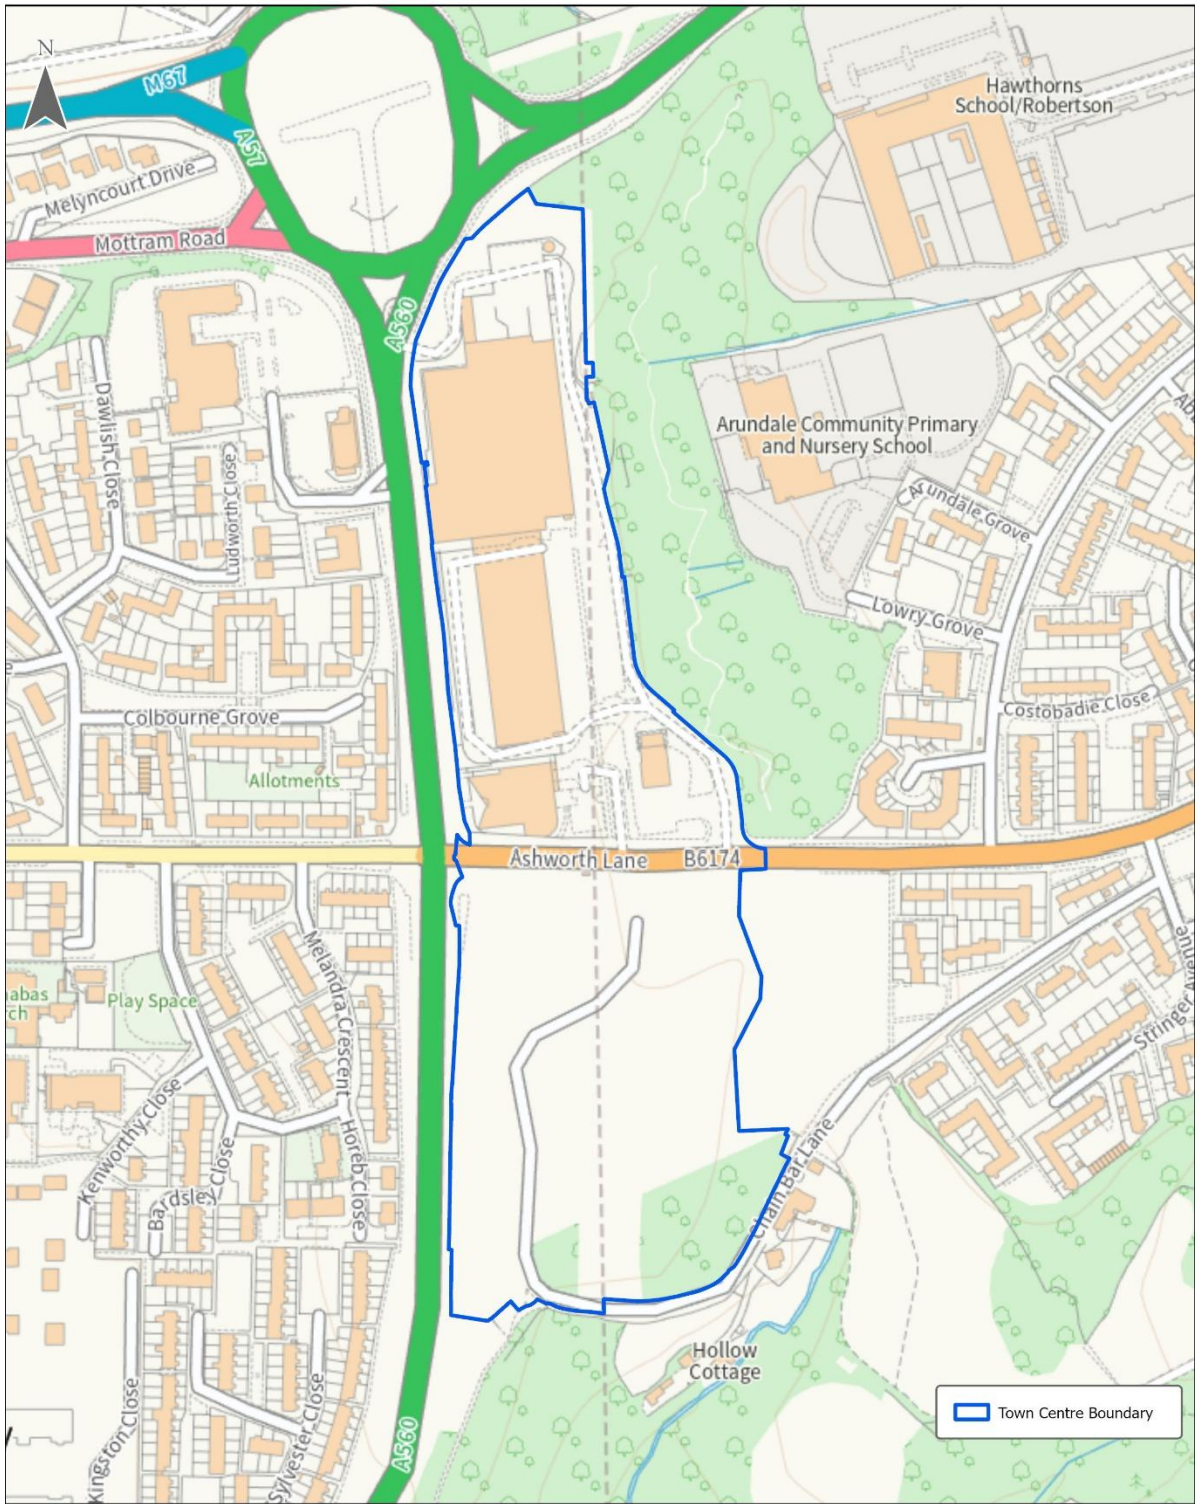 N
M67
A57
Hawthorns
School/Robertson
Melyncourt Drive
Mottram Road
A560
Dawlish Close
Ludworth Close
Arundale Community Primary
and Nursery School
Arundale Grove
Lowry Grove
Costobadie Close
Colbourne Grove
Allotments
Ashworth Lane
B6174
Melandra Crescent
Play Space
Stringer Avenue
Kenworthy Close
Bardsley Close
Horeb Close
Chain Bar Lane
Hollow
Cottage
Kingston Close
Sylvester Close
A560
Town Centre Boundary